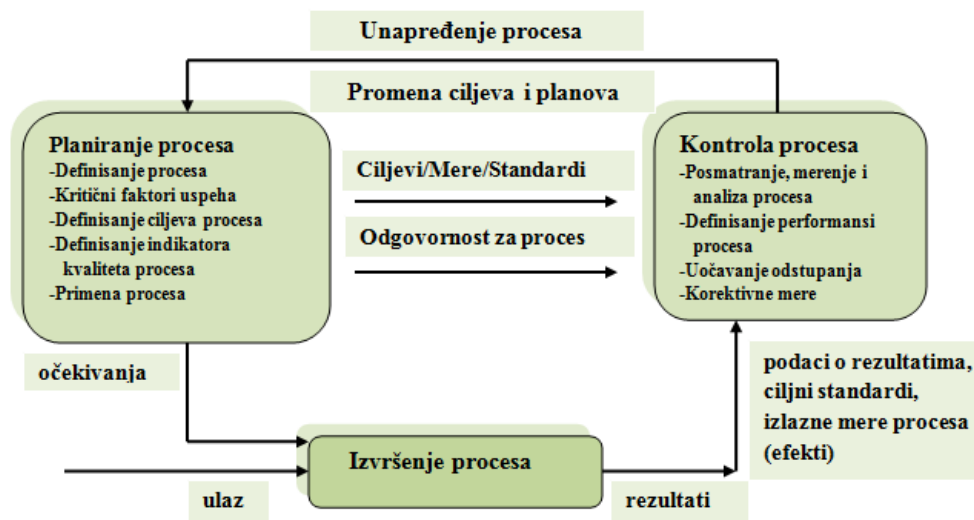 Unapređenje procesa
Promena ciljeva i planova
Planiranje procesa
-Definisanje procesa
-Kritični faktori uspeha
-Definisanje ciljeva procesa
-Definisanje indikatora
kvaliteta procesa
-Primena procesa
Ciljevi/Mere/Standardi
Odgovornost za proces
Kontrola procesa
-Posmatranje, merenje i
analiza procesa
-Definisanje performansi
procesa
-Uočavanje odstupanja
-Korektivne mere
očekivanja
podaci o rezultatima,
ciljni standardi,
izlazne mere procesa
(efekti)
Izvršenje procesa
ulaz
rezultati